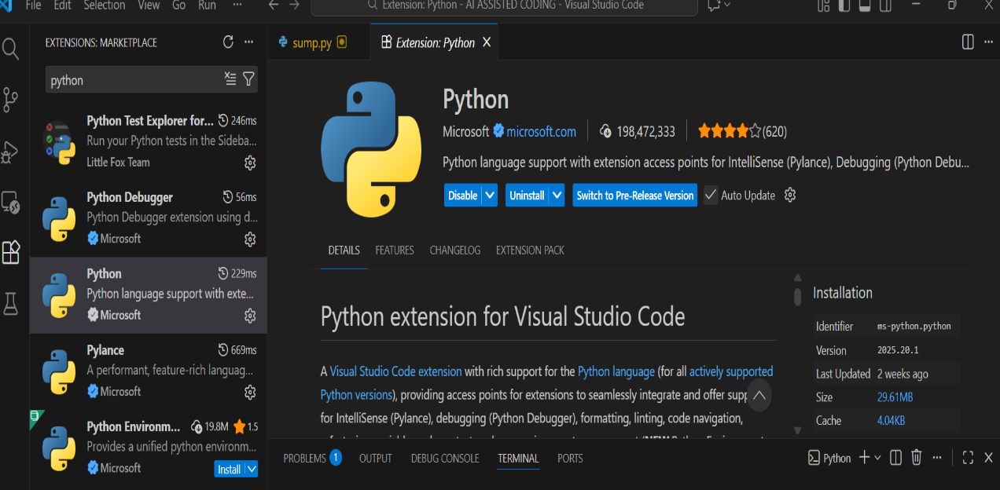 File Edit Selection View Go Run ···
Extension: Python - AI ASSISTED CODING - Visual Studio Code
EXTENSIONS: MARKETPLACE
python
Python Test Explorer for... 246ms
Run your Python tests in the Sideba...
Little Fox Team
Python Debugger 56ms
Python Debugger extension using d...
Microsoft
Python 229ms
Python language support with exte...
Microsoft
Pylance 669ms
A performant, feature-rich languag...
Microsoft
Python Environm... 19.8M 1.5
Provides a unified python environm...
Microsoft
Install
sump.py
Extension: Python
Python
Microsoft microsoft.com 198,472,333 (620)
Python language support with extension access points for IntelliSense (Pylance), Debugging (Python Debu...
Disable Uninstall Switch to Pre-Release Version Auto Update
DETAILS FEATURES CHANGELOG EXTENSION PACK
Python extension for Visual Studio Code
A Visual Studio Code extension with rich support for the Python language (for all actively supported
Python versions), providing access points for extensions to seamlessly integrate and offer supp
for IntelliSense (Pylance), debugging (Python Debugger), formatting, linting, code navigation,
Installation
Identifier ms-python.python
Version 2025.20.1
Last Updated 2 weeks ago
Size 29.61MB
Cache 4.04KB
PROBLEMS 1 OUTPUT DEBUG CONSOLE TERMINAL PORTS
Python